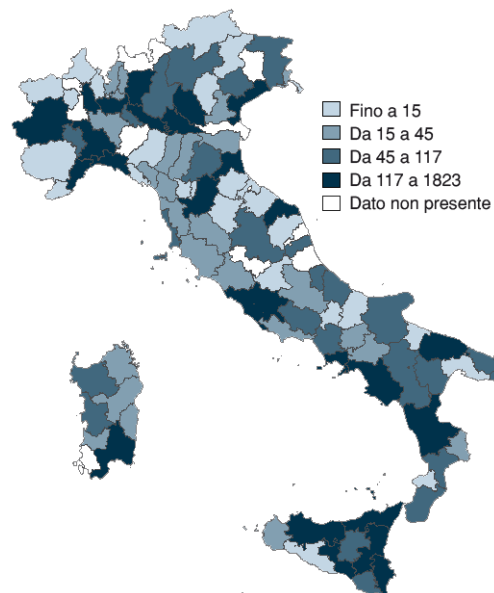 Fino a 15
Da 15 a 45
Da 45 a 117
Da 117 a 1823
Dato non presente